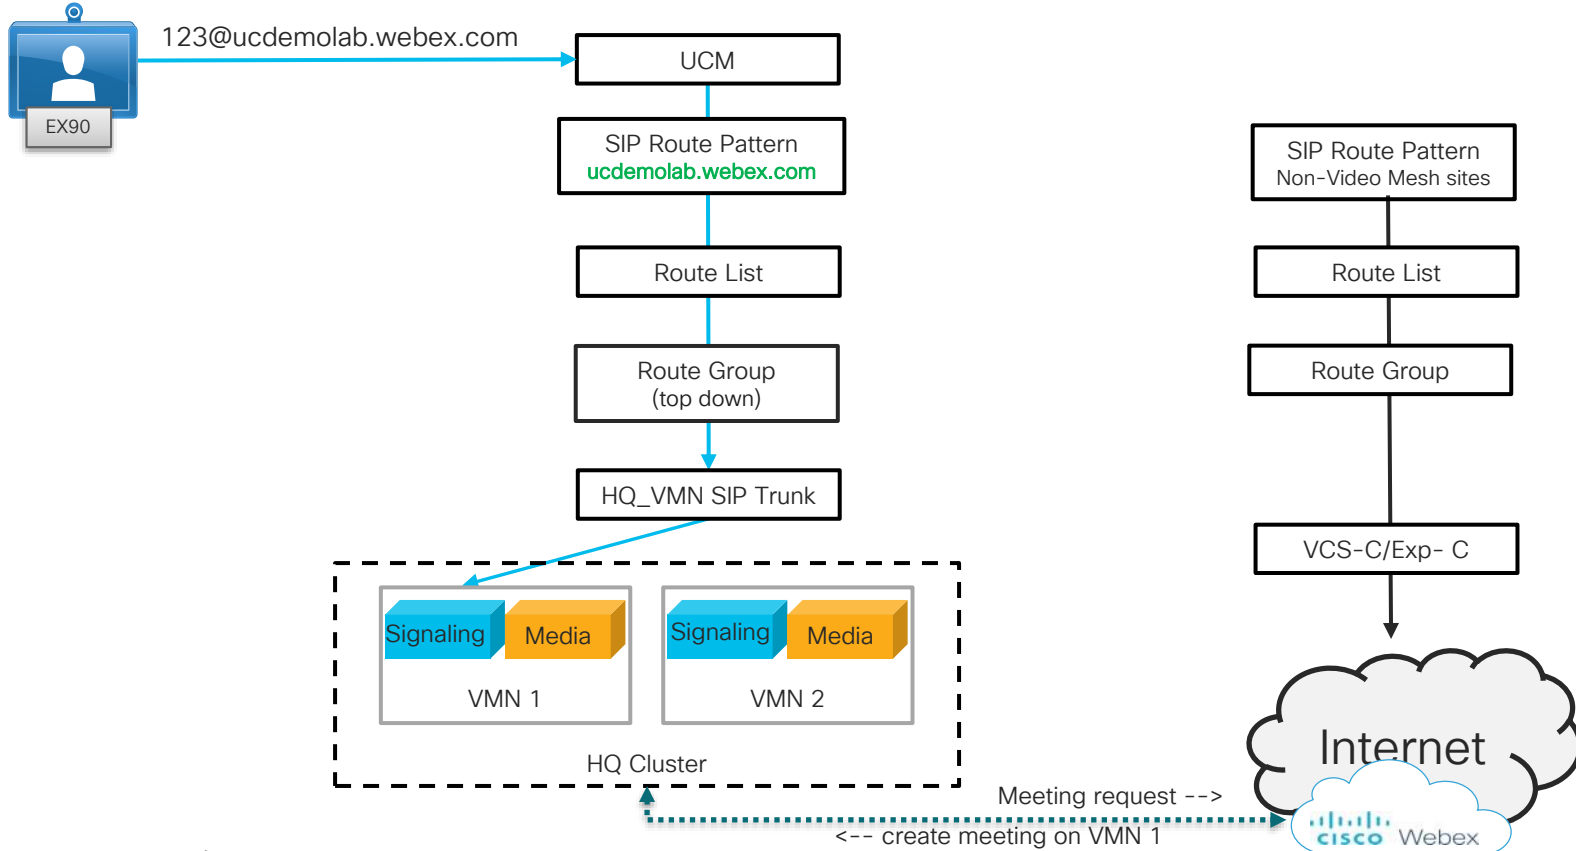 123@ucdemolab.webex.com
EX90
UCM
SIP Route Pattern
ucdemolab.webex.com
Route List
Route Group
(top down)
HQ_VMN SIP Trunk
Signaling
Media
VMN 1
Signaling
Media
VMN 2
HQ Cluster
SIP Route Pattern
Non-Video Mesh sites
Route List
Route Group
VCS-C/Exp- C
Internet
Meeting request -->
<-- create meeting on VMN 1
CISCO Webex